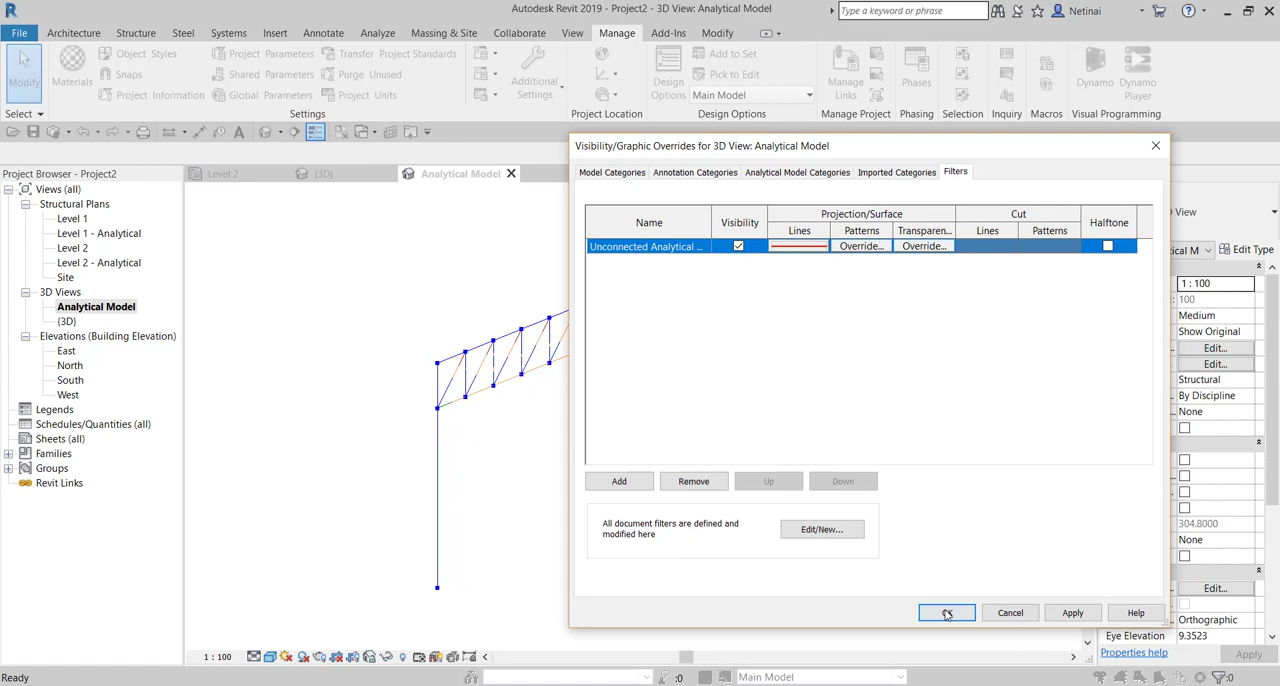 Autodesk Revit 2019 - Project2 - 3D View: Analytical Model
Type a keyword or phrase
Netinai
File Architecture Structure Steel Systems Insert Annotate Analyze Massing & Site Collaborate View Manage Add-Ins Modify
Modify
Select
Materials
Object Styles
Snaps
Project Information
Project Parameters
Shared Parameters
Global Parameters
Transfer Project Standards
Purge Unused
Project Units
Settings
Additional Settings
Project Location
Design Options
Add to Set
Pick to Edit
Main Model
Design Options
Manage Links
Manage Project
Phases
Phasing
Selection
Inquiry
Macros
Dynamo
Dynamo Player
Visual Programming
Project Browser - Project2
Views (all)
Structural Plans
Level 1
Level 1 - Analytical
Level 2
Level 2 - Analytical
Site
3D Views
Analytical Model
(3D)
Elevations (Building Elevation)
East
North
South
West
Legends
Schedules/Quantities (all)
Sheets (all)
Families
Groups
Revit Links
Level 2
(3D)
Analytical Model
Visibility/Graphic Overrides for 3D View: Analytical Model
Model Categories Annotation Categories Analytical Model Categories Imported Categories Filters
Name Visibility Projection/Surface Cut Halftone
Lines Patterns Transparen... Lines Patterns
Unconnected Analytical ... Override... Override...
Add Remove Up Down
All document filters are defined and
modified here
Edit/New...
Cancel Apply Help
View
cal M
Edit Type
1 : 100
: 100
Medium
Show Original
Edit...
Edit...
Structural
By Discipline
None
304.8000
None
Edit...
Orthographic
Eye Elevation 9.3523
Properties help
Apply
1 : 100
Ready
:0
Main Model
:0